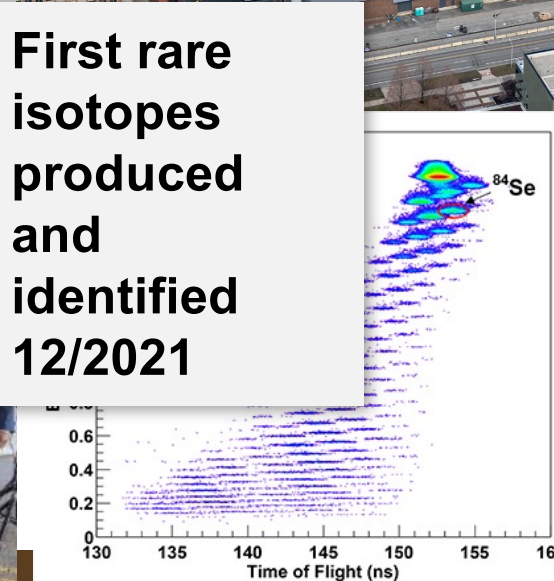 First rare
isotopes
produced
and
identified
12/2021
84Se
0.6
0.4
0.2
0
130 135 140 145 150 155
Time of Flight (ns)